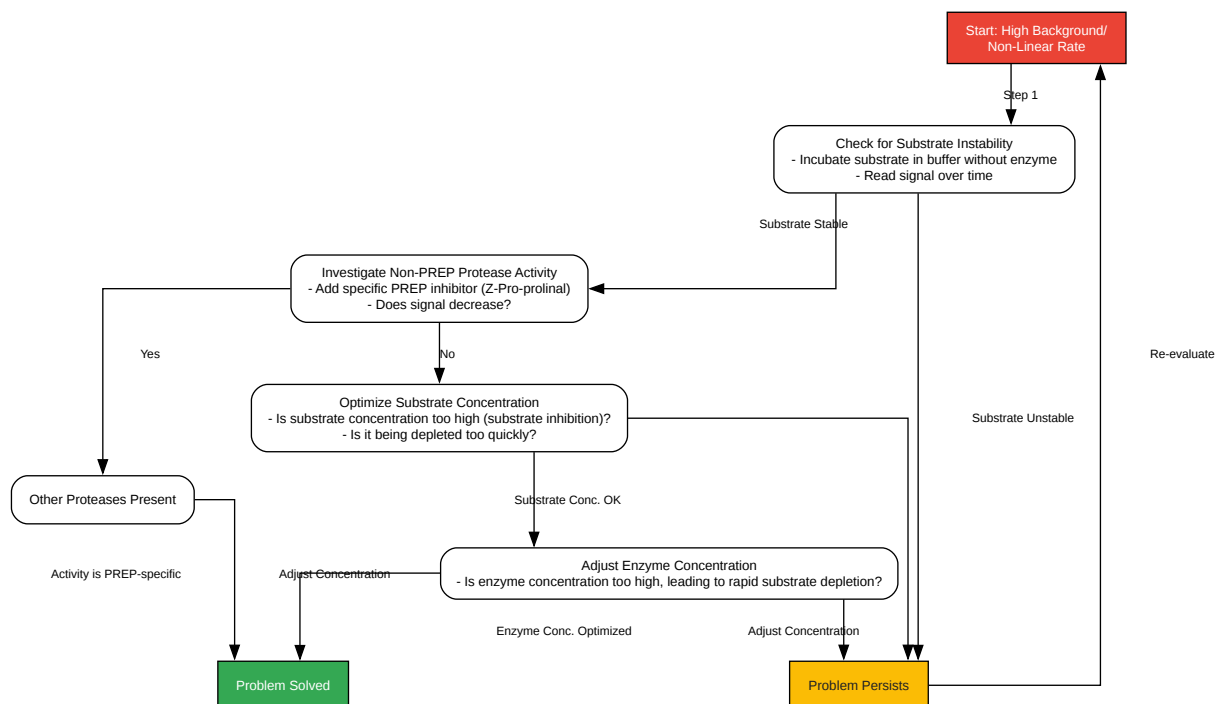 Start: High Background/
Non-Linear Rate
Step 1
Check for Substrate Instability
- Incubate substrate in buffer without enzyme
- Read signal over time
Substrate Stable
Investigate Non-PREP Protease Activity
- Add specific PREP inhibitor (Z-Pro-prolinal)
- Does signal decrease?
Yes
No
Re-evaluate
Optimize Substrate Concentration
- Is substrate concentration too high (substrate inhibition)?
- Is it being depleted too quickly?
Substrate Unstable
Other Proteases Present
Substrate Conc. OK
Activity is PREP-specific
Adjust Concentration
Adjust Enzyme Concentration
- Is enzyme concentration too high, leading to rapid substrate depletion?
Enzyme Conc. Optimized
Adjust Concentration
Problem Solved
Problem Persists